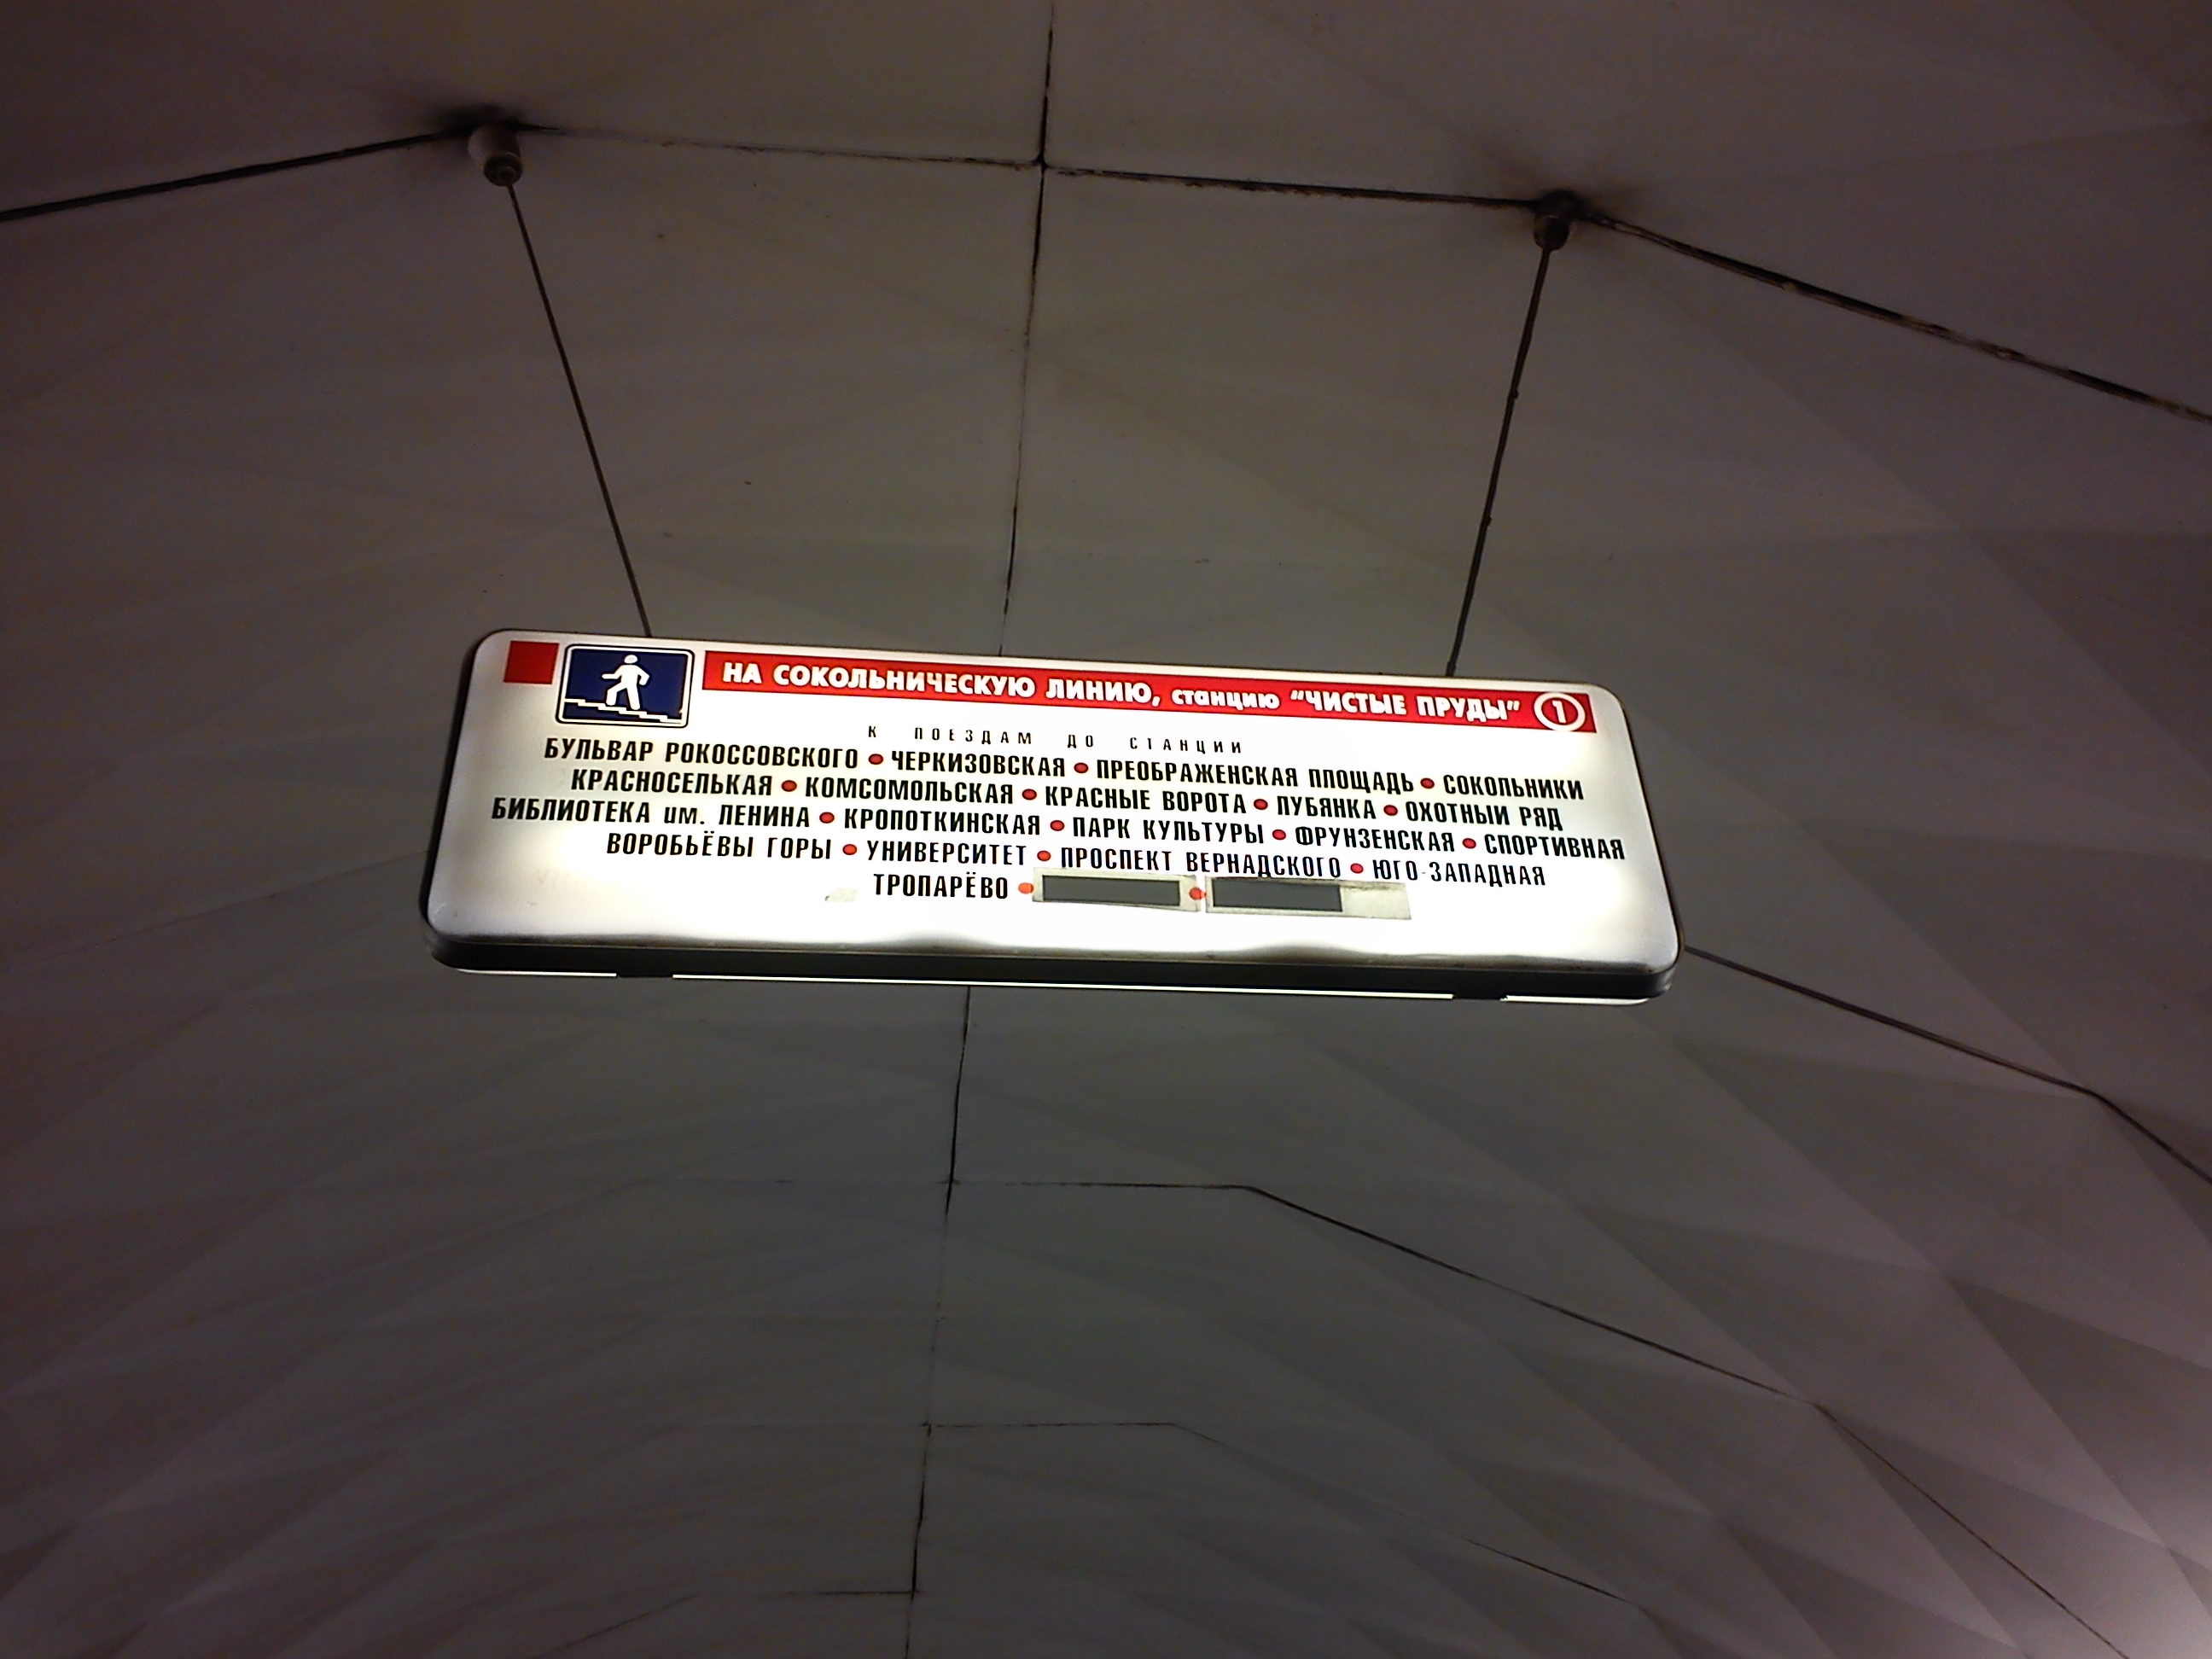 НА СОКОЛЬНИЧЕСКУЮ ЛИНИЮ, станцию "ЧИСТЫЕ ПРУДЫ" 1
К ПОЕЗДАМ ДО СТАНЦИИ
БУЛЬВАР РОКОССОВСКОГО • ЧЕРКИЗОВСКАЯ • ПРЕОБРАЖЕНСКАЯ ПЛОЩАДЬ • СОКОЛЬНИКИ
КРАСНОСЕЛЬКАЯ • КОМСОМОЛЬСКАЯ • КРАСНЫЕ ВОРОТА • ЛУБЯНКА • ОХОТНЫЙ РЯД
БИБЛИОТЕКА им. ЛЕНИНА • КРОПОТКИНСКАЯ • ПАРК КУЛЬТУРЫ • ФРУНЗЕНСКАЯ • СПОРТИВНАЯ
ВОРОБЬЁВЫ ГОРЫ • УНИВЕРСИТЕТ • ПРОСПЕКТ ВЕРНАДСКОГО • ЮГО-ЗАПАДНАЯ
ТРОПАРЁВО • •